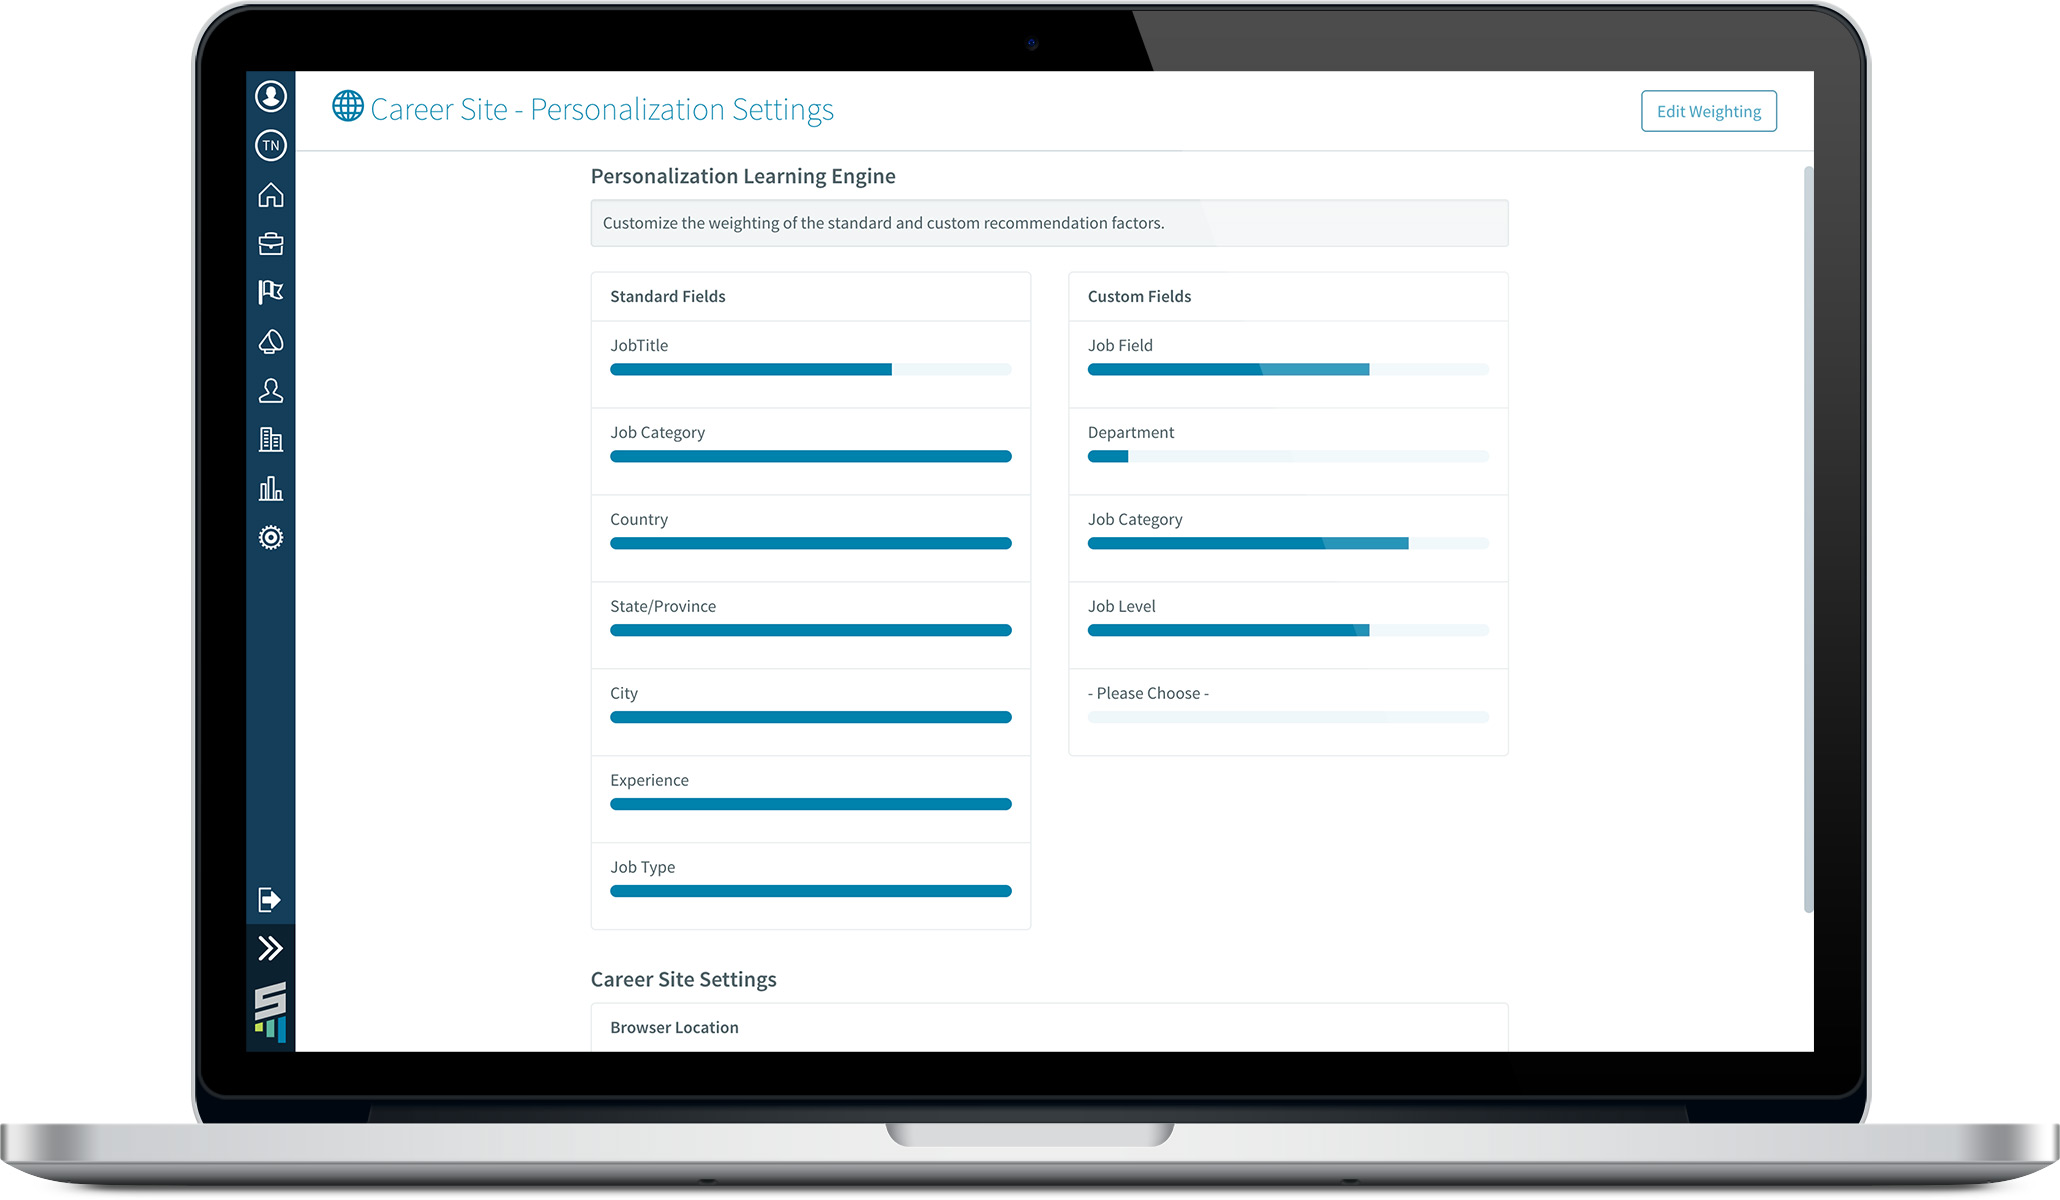 TN
Career Site - Personalization Settings
Edit Weighting
Personalization Learning Engine
Customize the weighting of the standard and custom recommendation factors.
Standard Fields
JobTitle
Job Category
Country
State/Province
City
Experience
Job Type
Custom Fields
Job Field
Department
Job Category
Job Level
- Please Choose -
Career Site Settings
Browser Location